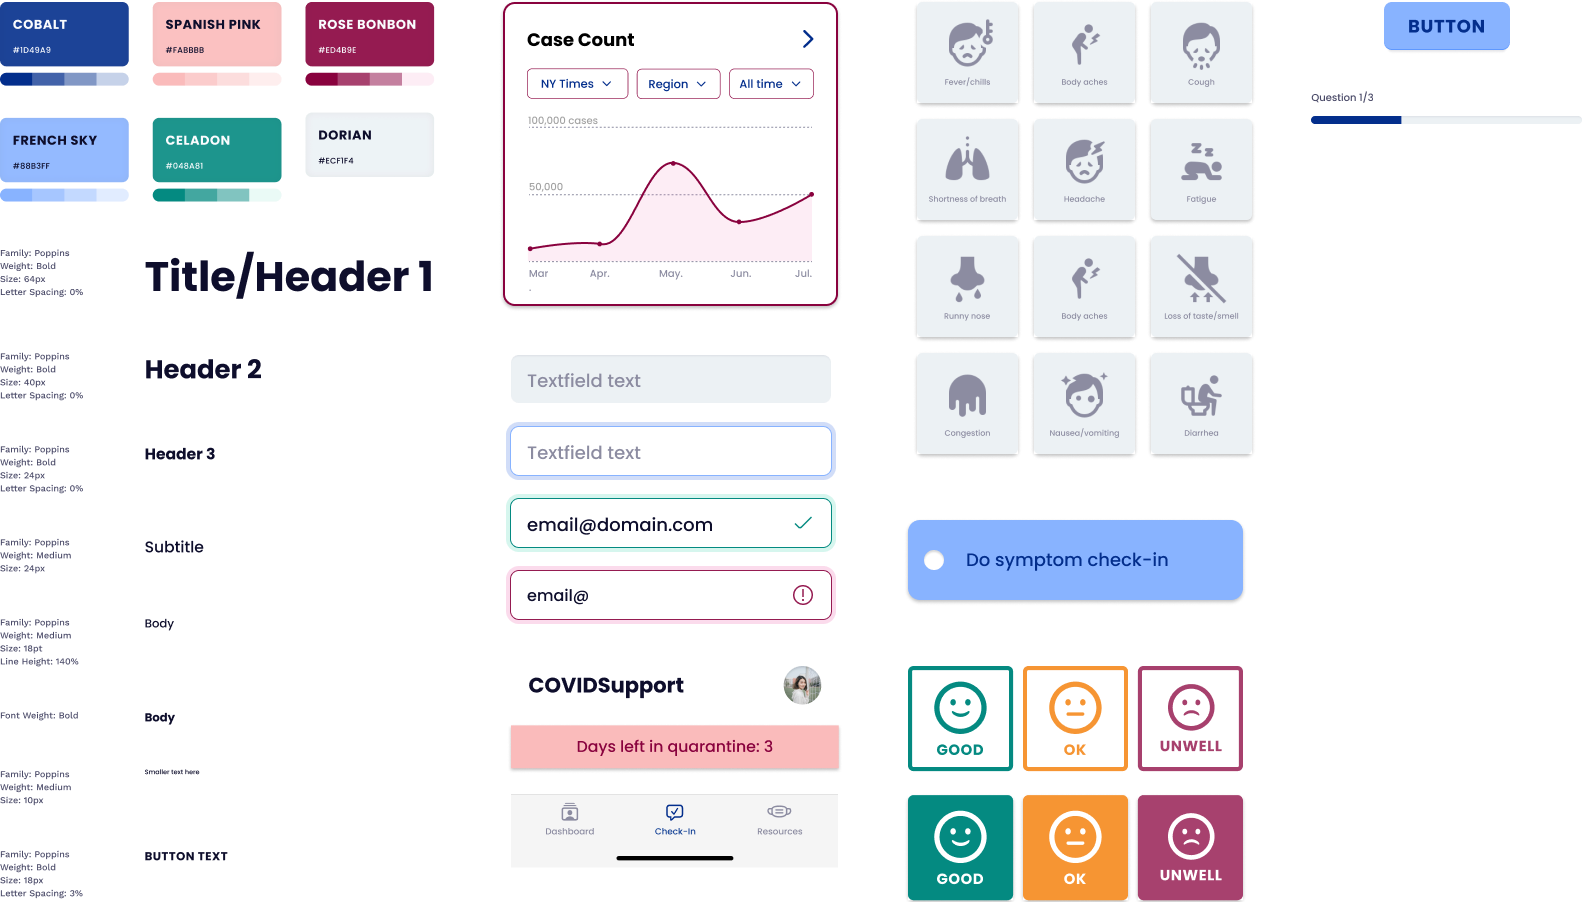 COBALT
#1D49A9
SPANISH PINK
#FABBBB
ROSE BONBON
#ED4B9E
FRENCH SKY
#88B3FF
CELADON
#048A81
DORIAN
#ECF1F4
Family: Poppins
Weight: Bold
Size: 64px
Letter Spacing: 0%
Title/Header 1
Family: Poppins
Weight: Bold
Size: 40px
Letter Spacing: 0%
Header 2
Family: Poppins
Weight: Bold
Size: 24px
Letter Spacing: 0%
Header 3
Family: Poppins
Weight: Medium
Size: 24px
Subtitle
Family: Poppins
Weight: Medium
Size: 18pt
Line Height: 140%
Body
Font Weight: Bold
Body
Family: Poppins
Weight: Medium
Size: 10px
Smaller text here
Family: Poppins
Weight: Bold
Size: 18px
Letter Spacing: 3%
BUTTON TEXT
Case Count
NY Times
Region
All time
100,000 cases
50,000
Mar
.
Apr.
May.
Jun.
Jul.
Textfield text
Textfield text
email@domain.com
email@
COVIDSupport
Days left in quarantine: 3
Dashboard
Check-In
Resources
Fever/chills
Body aches
Cough
Shortness of breath
Headache
Fatigue
Runny nose
Body aches
Loss of taste/smell
Congestion
Nausea/vomiting
Diarrhea
Do symptom check-in
GOOD
OK
UNWELL
GOOD
OK
UNWELL
BUTTON
Question 1/3